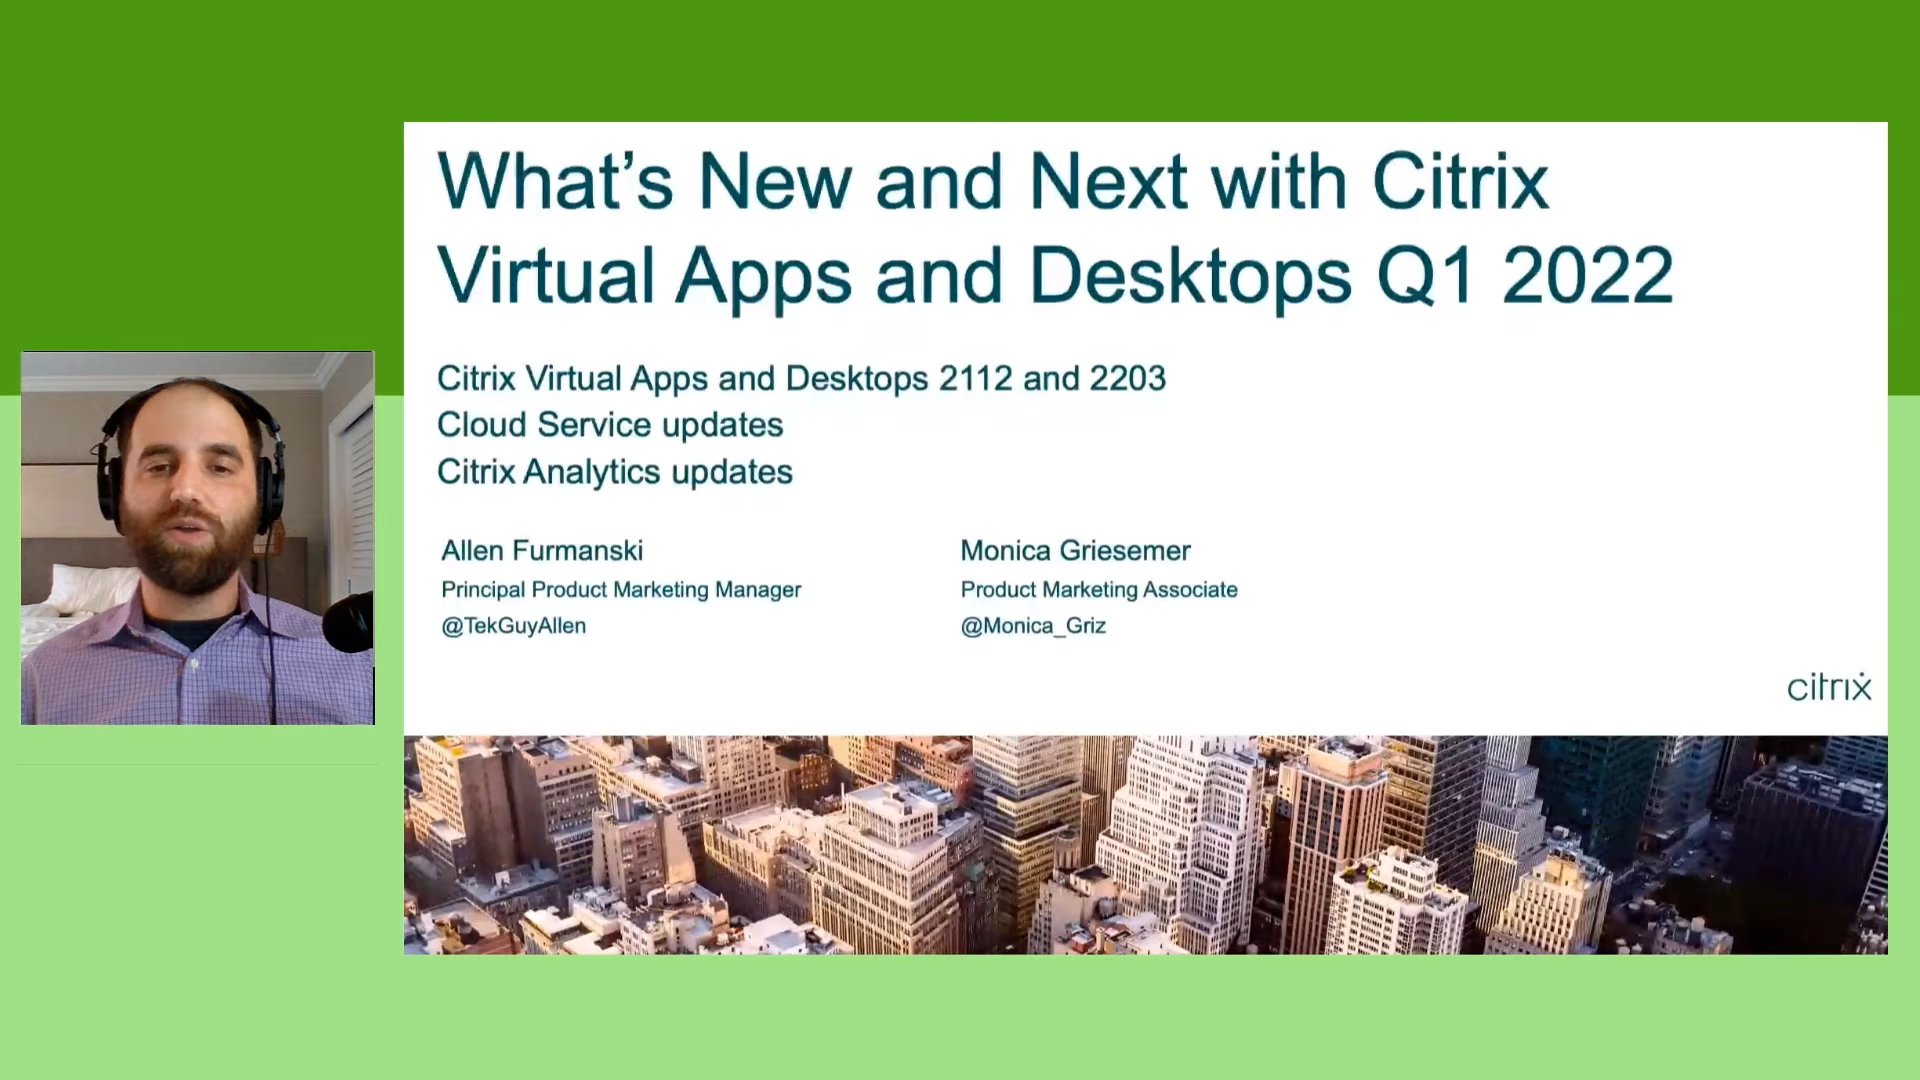 What’s New and Next with Citrix
Virtual Apps and Desktops Q1 2022
Citrix Virtual Apps and Desktops 2112 and 2203
Cloud Service updates
Citrix Analytics updates
Allen Furmanski
Principal Product Marketing Manager
@TekGuyAllen
Monica Griesemer
Product Marketing Associate
@Monica_Griz
citrix